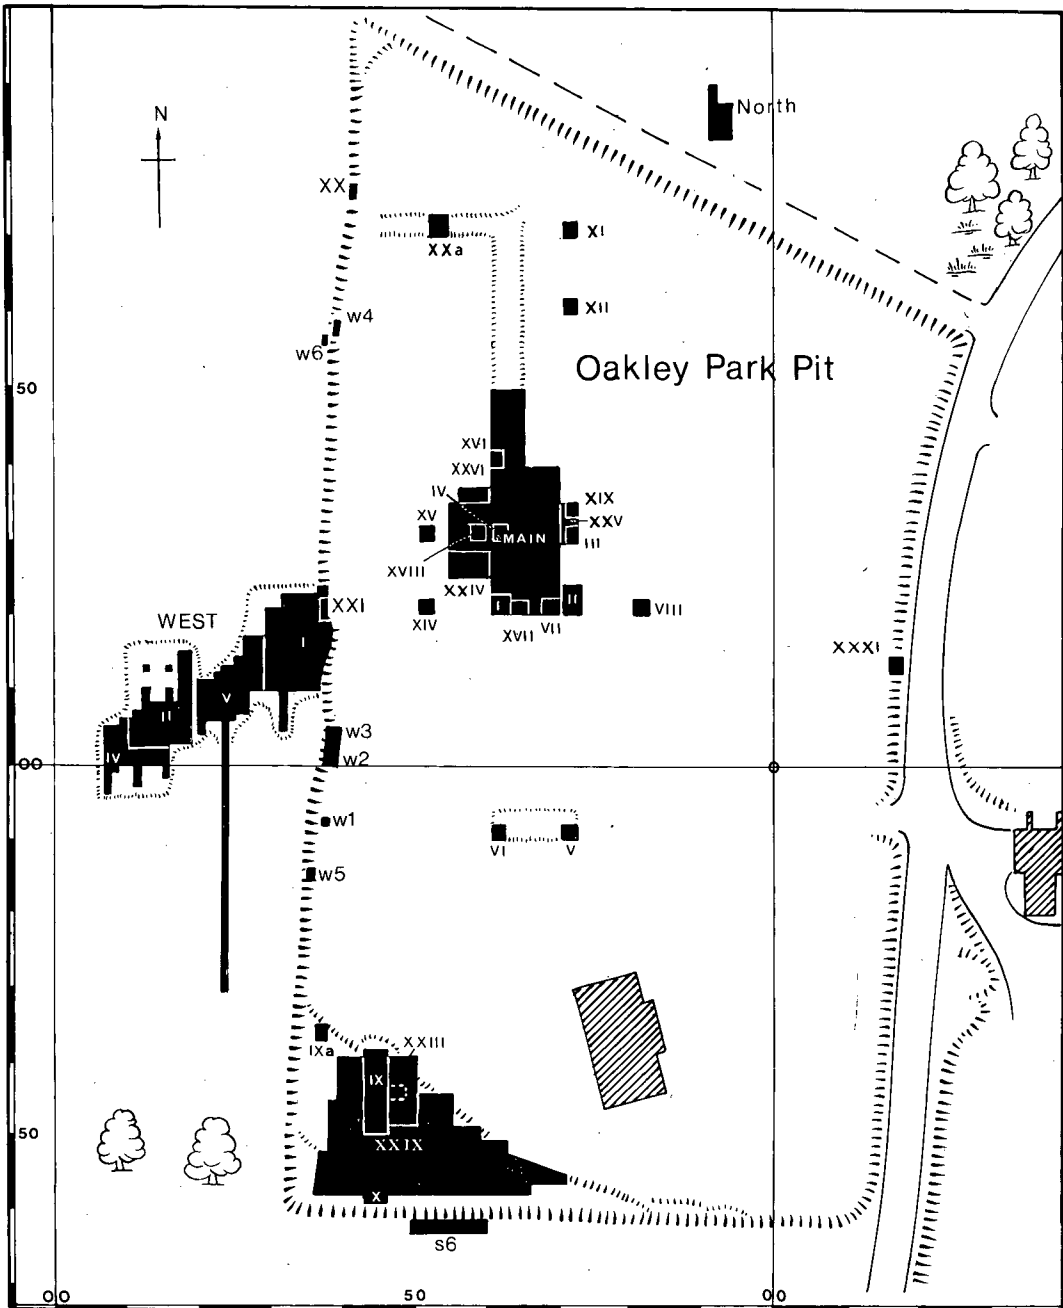 North
N
XX
XI
XXa
XII
w4
w6
Oakley Park Pit
50
XVI
XXVI
IV
XIX
XV
XXV
MAIN
III
XVIII
XXIV
XXI
I
II
VIII
WEST
XIV
XVII
VII
I
XXXI
V
II
w3
IV
w2
00
w1
VI
V
w5
IXa
XXIII
IX
50
XXIX
X
s6
00
50
00